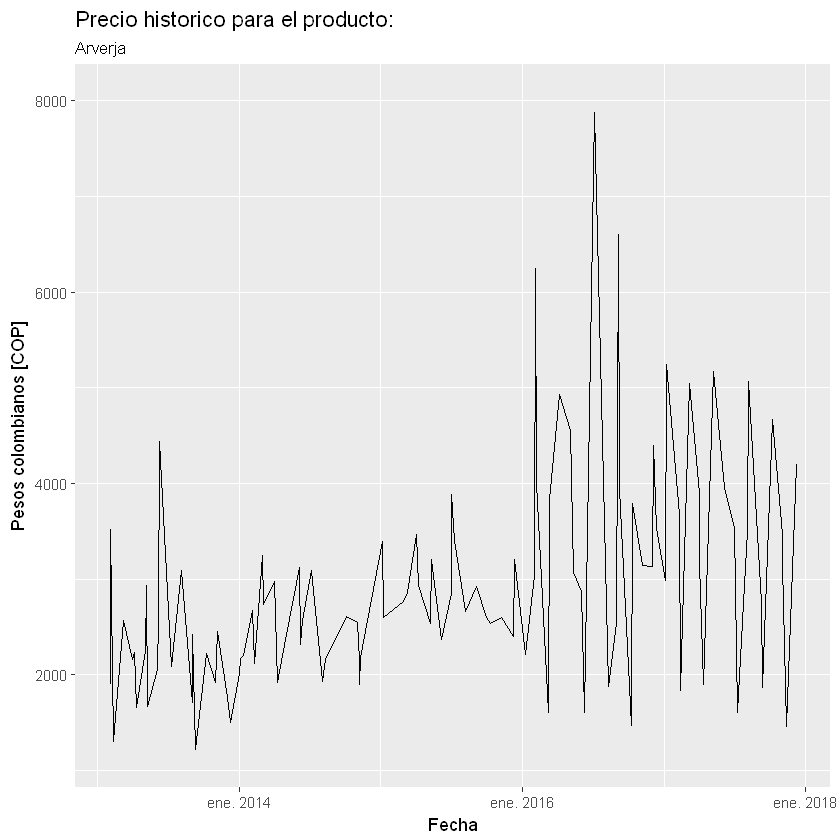 Precio historico para el producto:
Arverja
8000
6000
4000
2000
Pesos colombianos [COP]
ene. 2014
ene. 2016
ene. 2018
Fecha